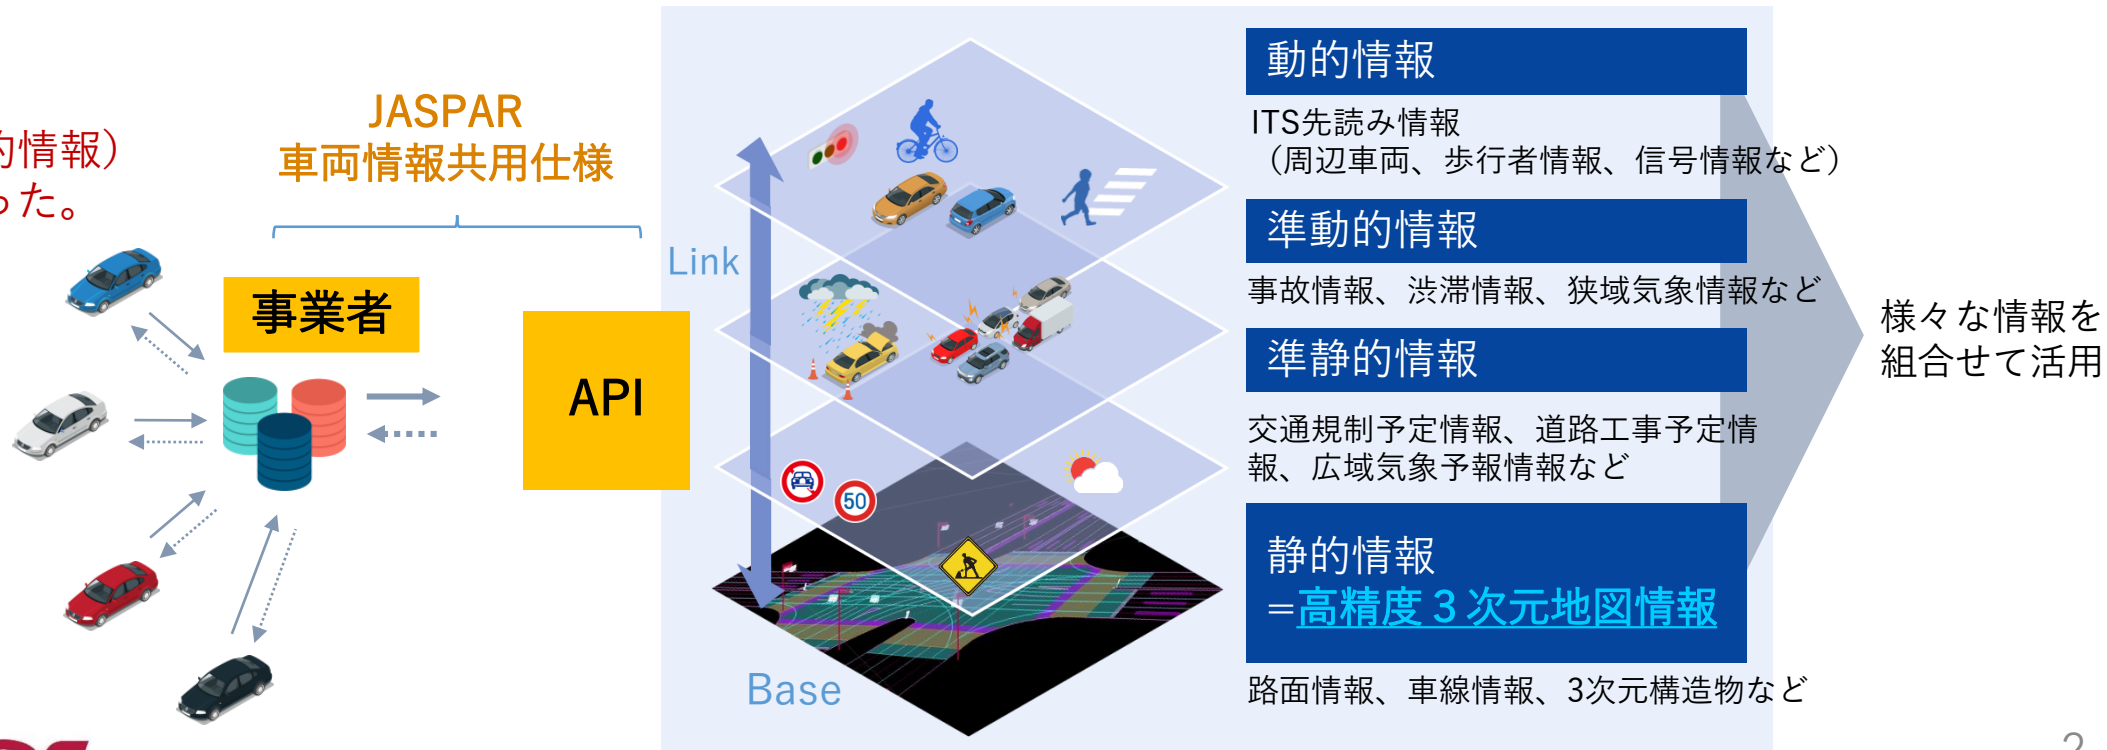 的情報）
った。
JASPAR
車両情報共用仕様
事業者
API
Link
Base
50
動的情報
ITS先読み情報
（周辺車両、歩行者情報、信号情報など）
準動的情報
事故情報、渋滞情報、狭域気象情報など
準静的情報
交通規制予定情報、道路工事予定情
報、広域気象予報情報など
静的情報
＝高精度３次元地図情報
路面情報、車線情報、3次元構造物など
様々な情報を
組合せて活用